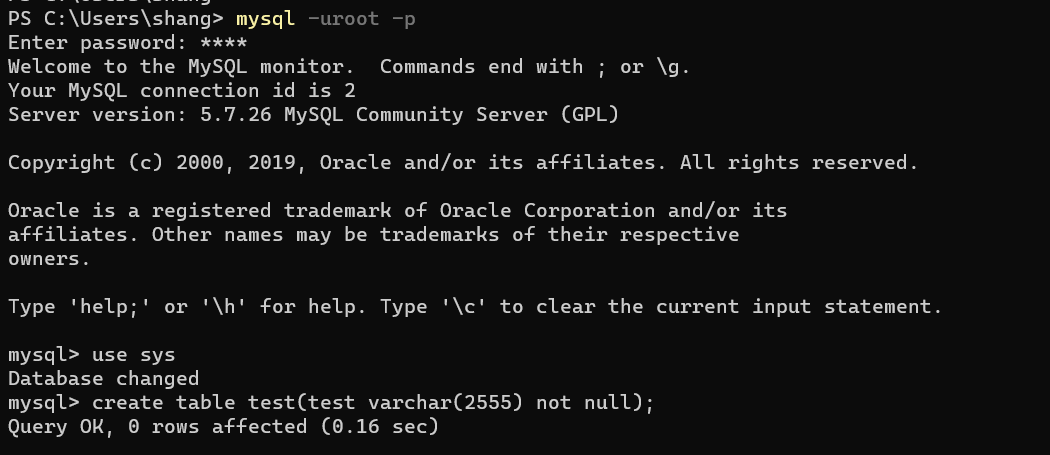 PS C:\Users\shang> mysql -uroot -p
Enter password: ****
Welcome to the MySQL monitor.  Commands end with ; or \g.
Your MySQL connection id is 2
Server version: 5.7.26 MySQL Community Server (GPL)
Copyright (c) 2000, 2019, Oracle and/or its affiliates. All rights reserved.
Oracle is a registered trademark of Oracle Corporation and/or its
affiliates. Other names may be trademarks of their respective
owners.
Type 'help;' or '\h' for help. Type '\c' to clear the current input statement.
mysql> use sys
Database changed
mysql> create table test(test varchar(2555) not null);
Query OK, 0 rows affected (0.16 sec)